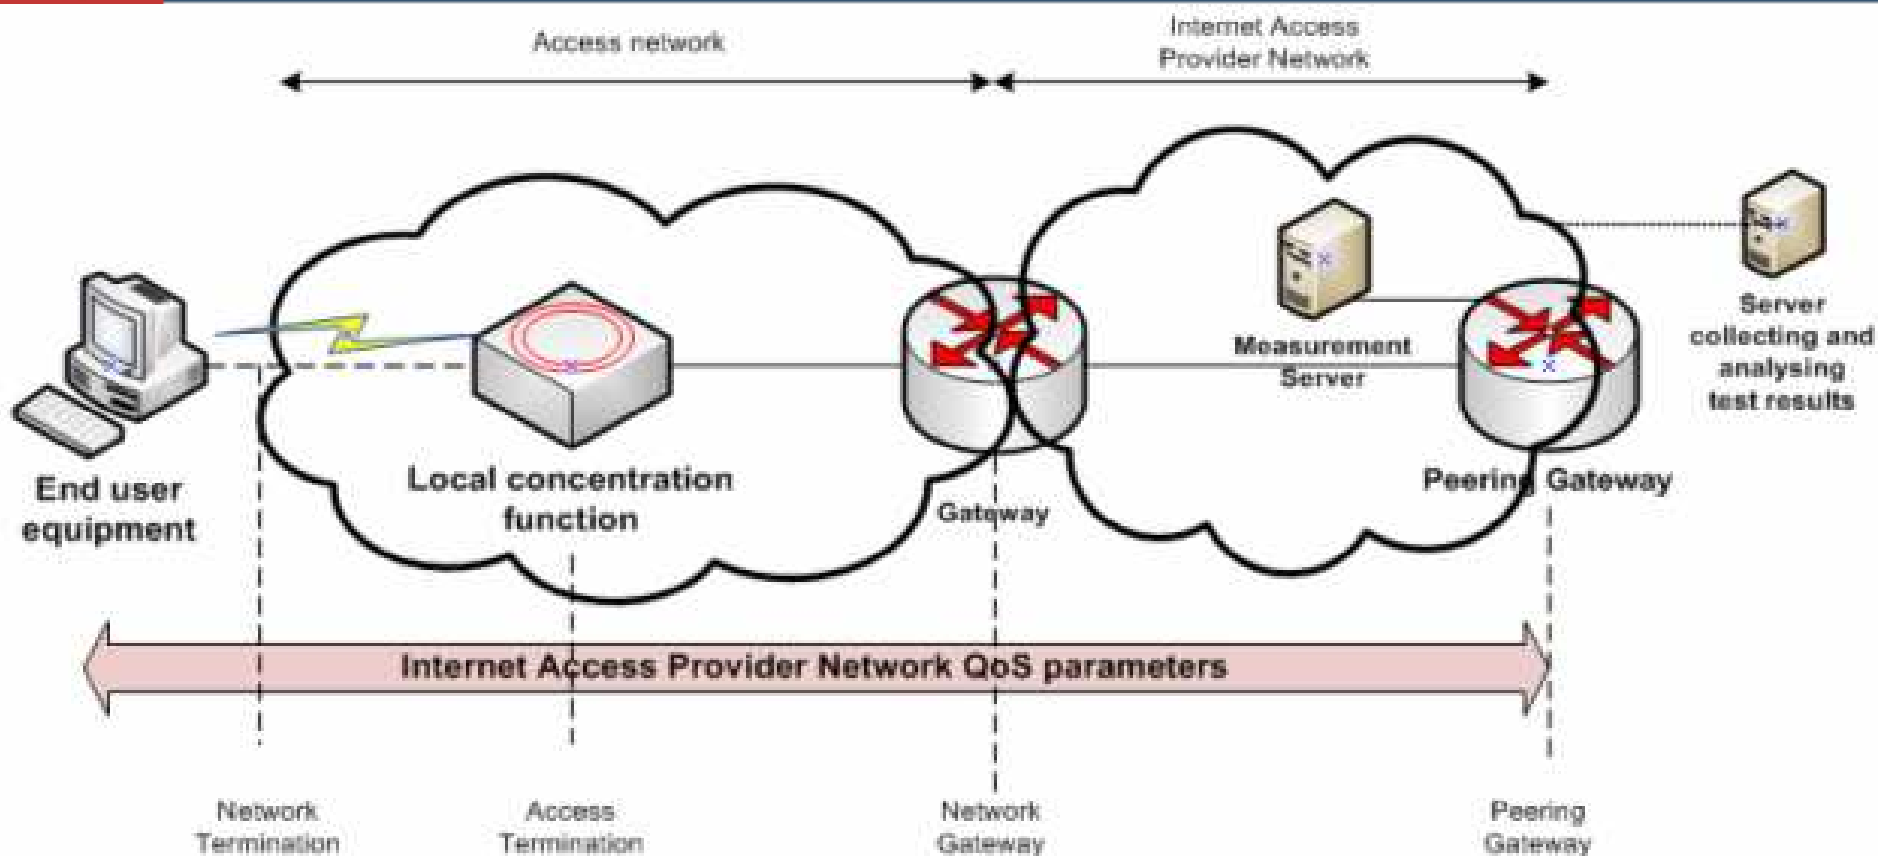 Access network
Internet Access
Provider Network
End user
equipment
Local concentration
function
Gateway
Measurement
Server
Peering Gateway
Server
collecting and
analysing
test results
Internet Access Provider Network QoS parameters
Network
Termination
Access
Termination
Network
Gateway
Peering
Gateway